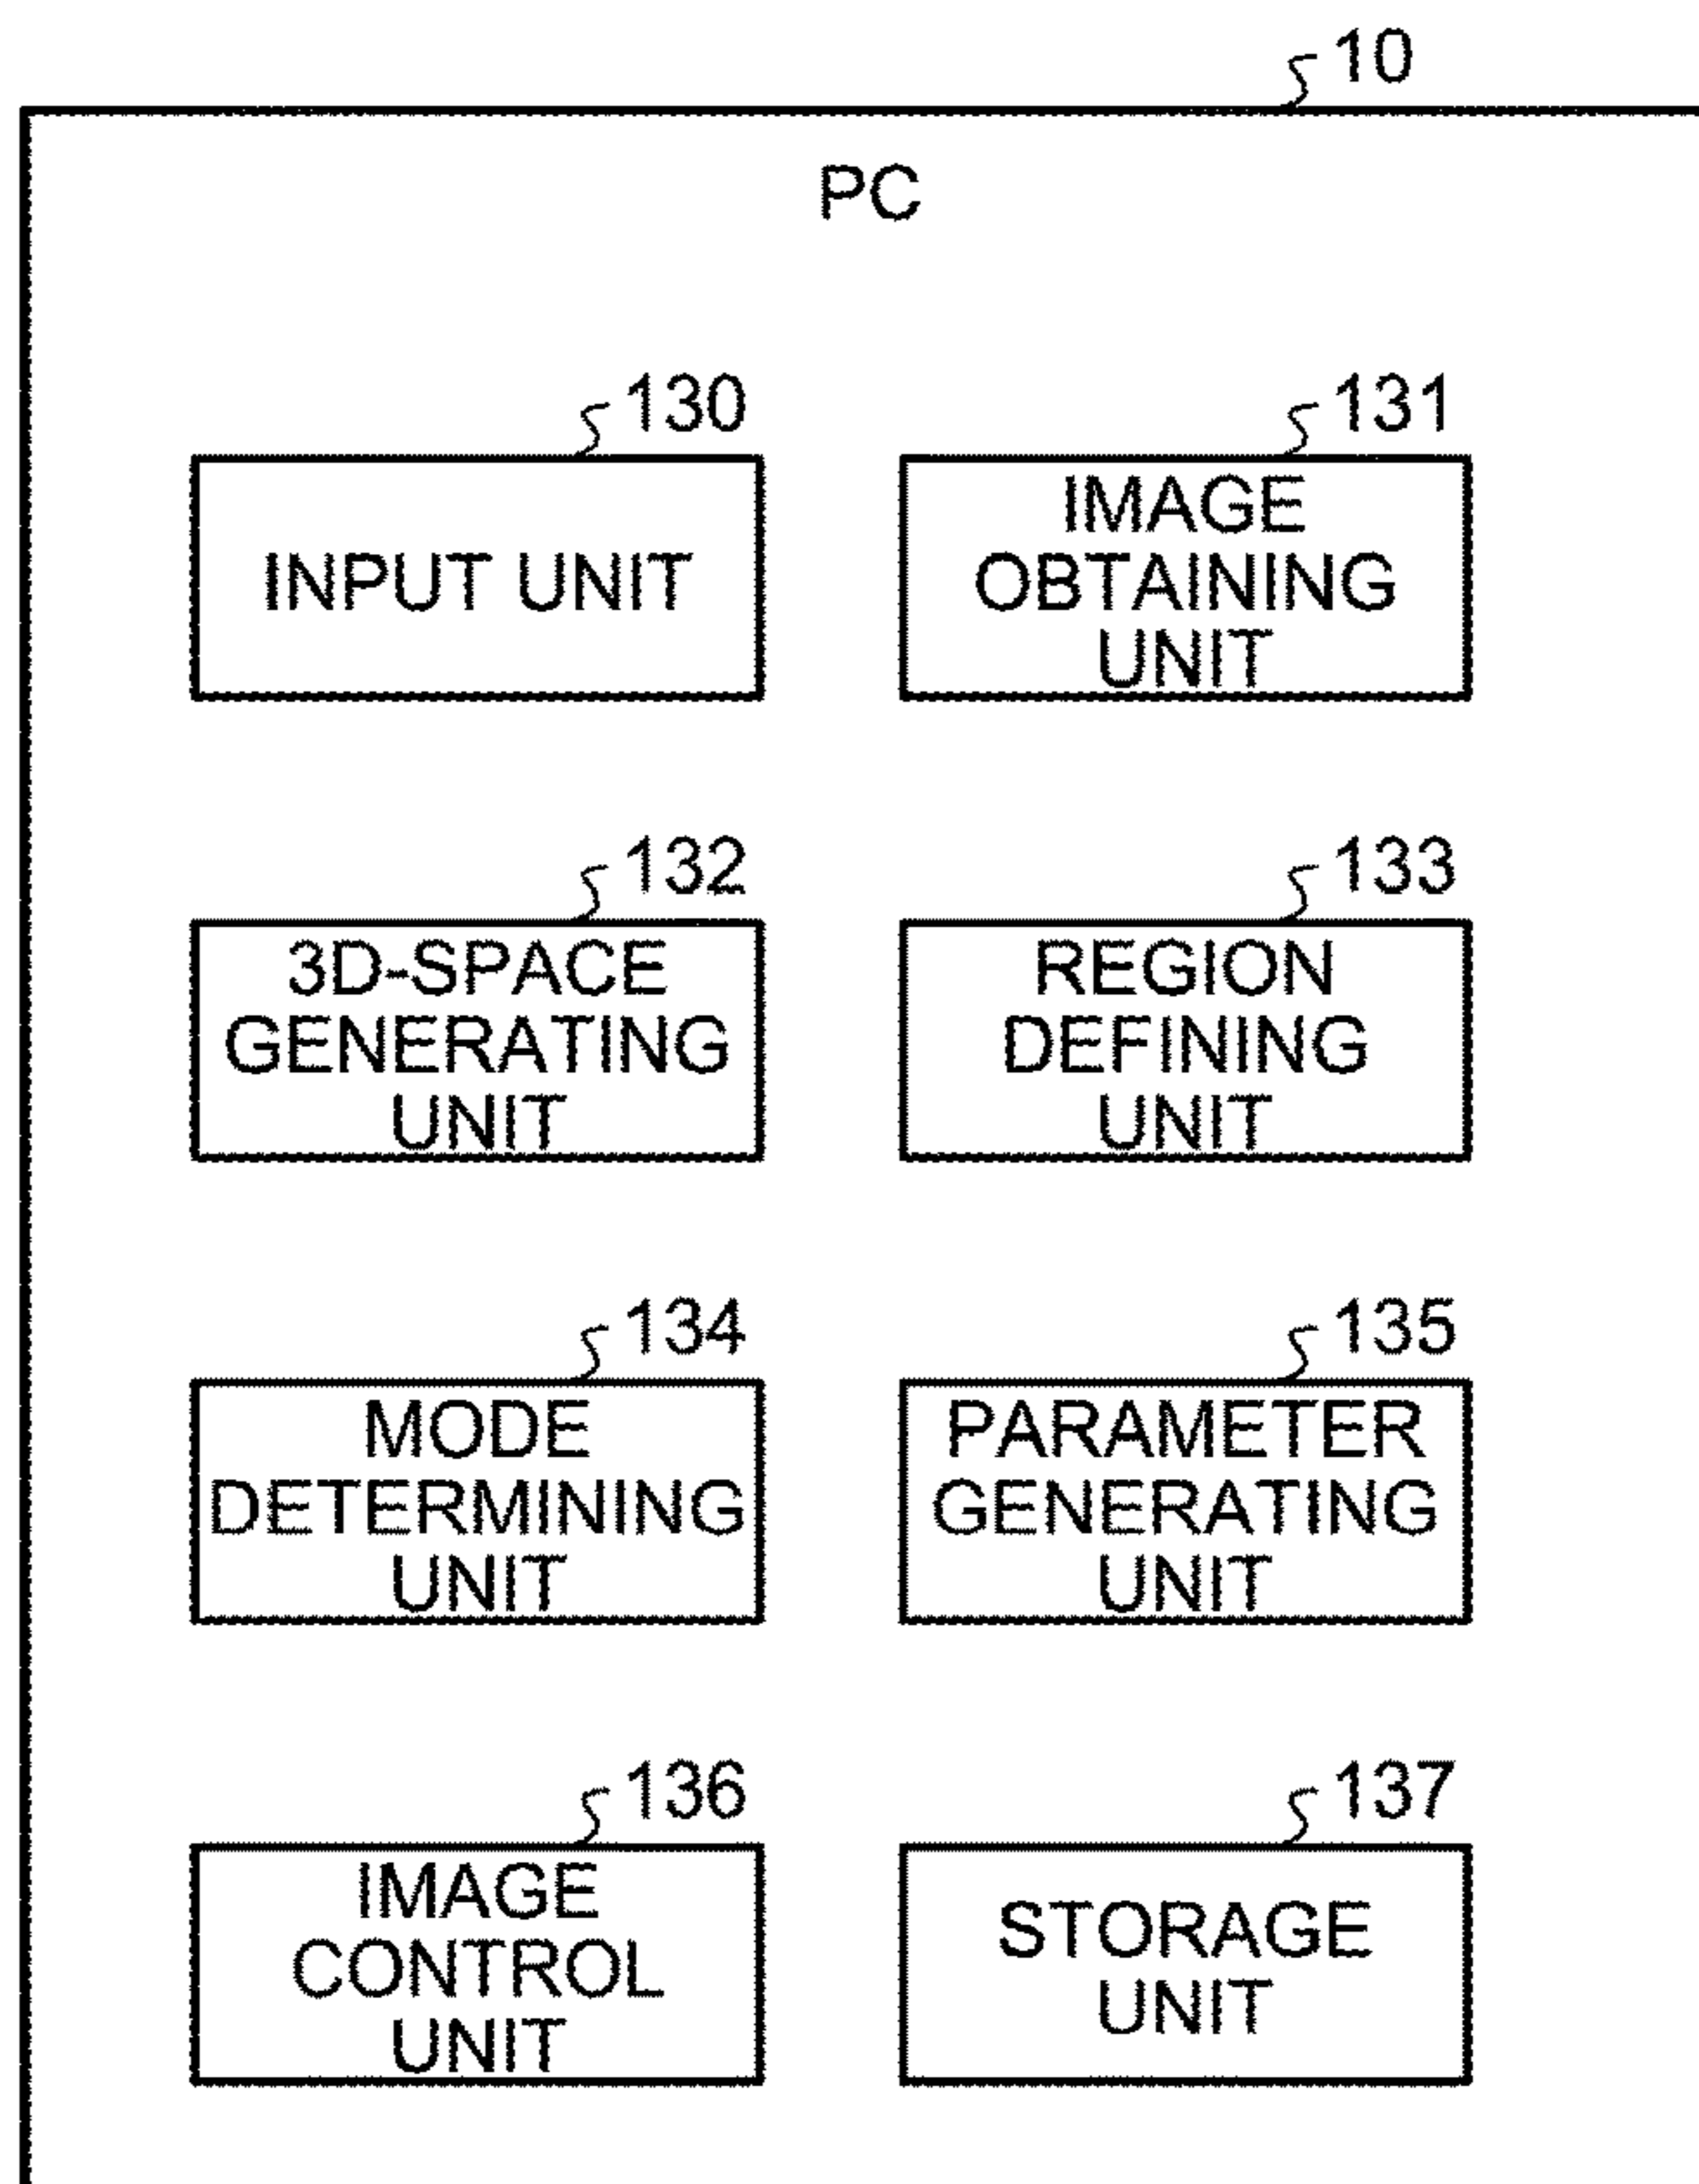 10
PC
130
INPUT UNIT
131
IMAGE
OBTAINING
UNIT
132
3D-SPACE
GENERATING
UNIT
133
REGION
DEFINING
UNIT
134
MODE
DETERMINING
UNIT
135
PARAMETER
GENERATING
UNIT
136
IMAGE
CONTROL
UNIT
137
STORAGE
UNIT